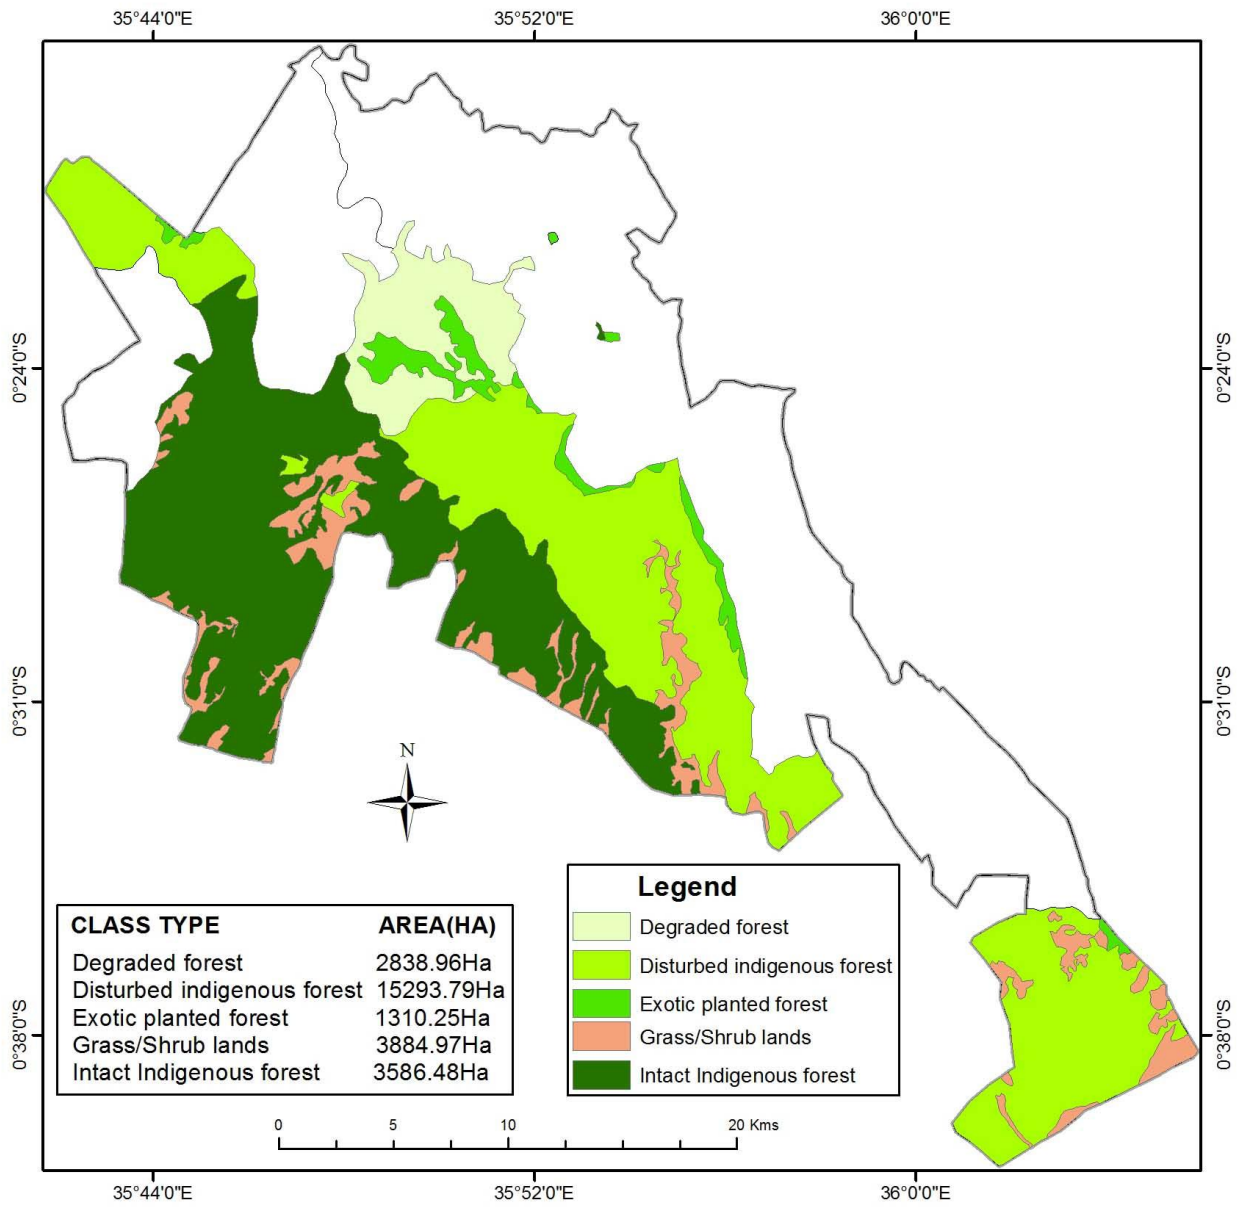 35°44'0"E 35°52'0"E 36°0'0"E
0°24'0"S 0°24'0"S
0°31'0"S 0°31'0"S
N
Legend
Degraded forest
Disturbed indigenous forest
Exotic planted forest
Grass/Shrub lands
Intact Indigenous forest
CLASS TYPE AREA(HA)
Degraded forest 2838.96Ha
Disturbed indigenous forest 15293.79Ha
Exotic planted forest 1310.25Ha
Grass/Shrub lands 3884.97Ha
Intact Indigenous forest 3586.48Ha
0°38'0"S 0°38'0"S
0 5 10 20 Kms
35°44'0"E 35°52'0"E 36°0'0"E